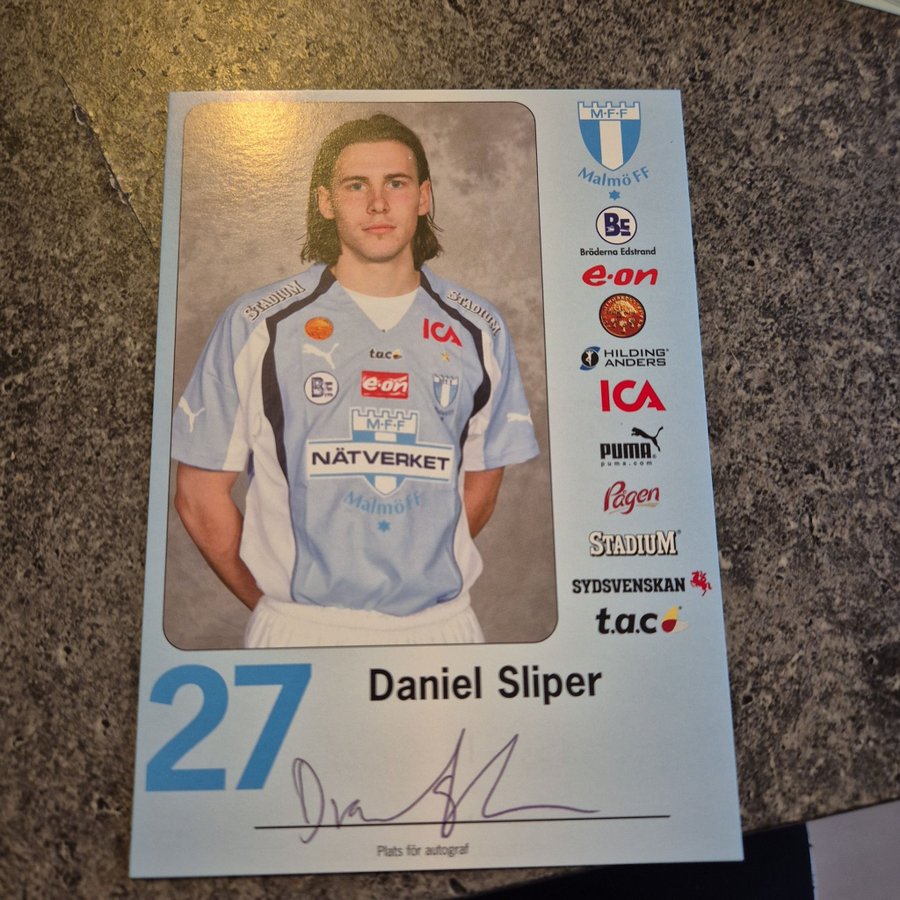 M·F·F
Malmö FF
BE
Bröderna Edstrand
e·on
HILDING
ANDERS
ICA
PUMA
puma.com
Pågen
STADIUM
SYDSVENSKAN
t.a.c
STADIUM
STADIUM
ICA
t.a.c
BE
e·on
M·F·F
NÄTVERKET
Malmö FF
27
Daniel Sliper
Plats för autograf